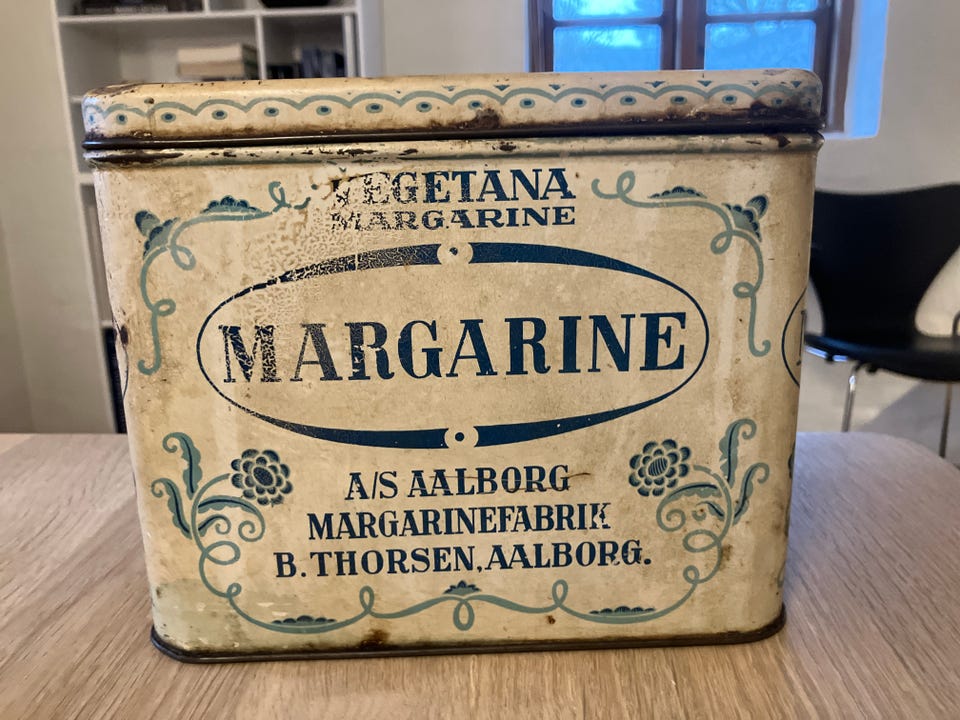 VEGETANA
MARGARINE
MARGARINE
A/S AALBORG
MARGARINEFABRIK
B. THORSEN, AALBORG.